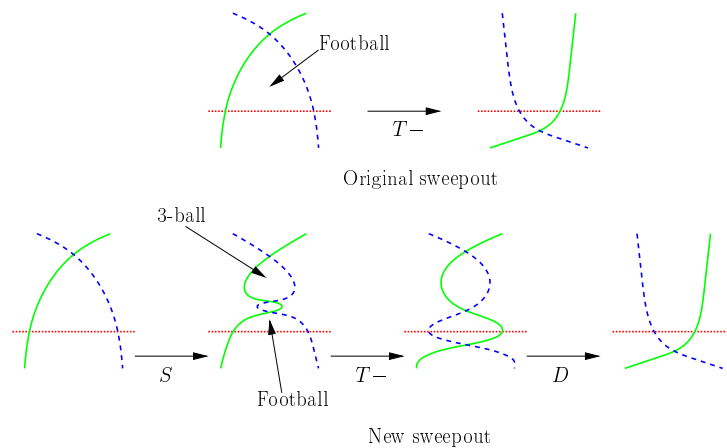 Football
T−
Original sweepout
3-ball
S
T−
D
Football
New sweepout